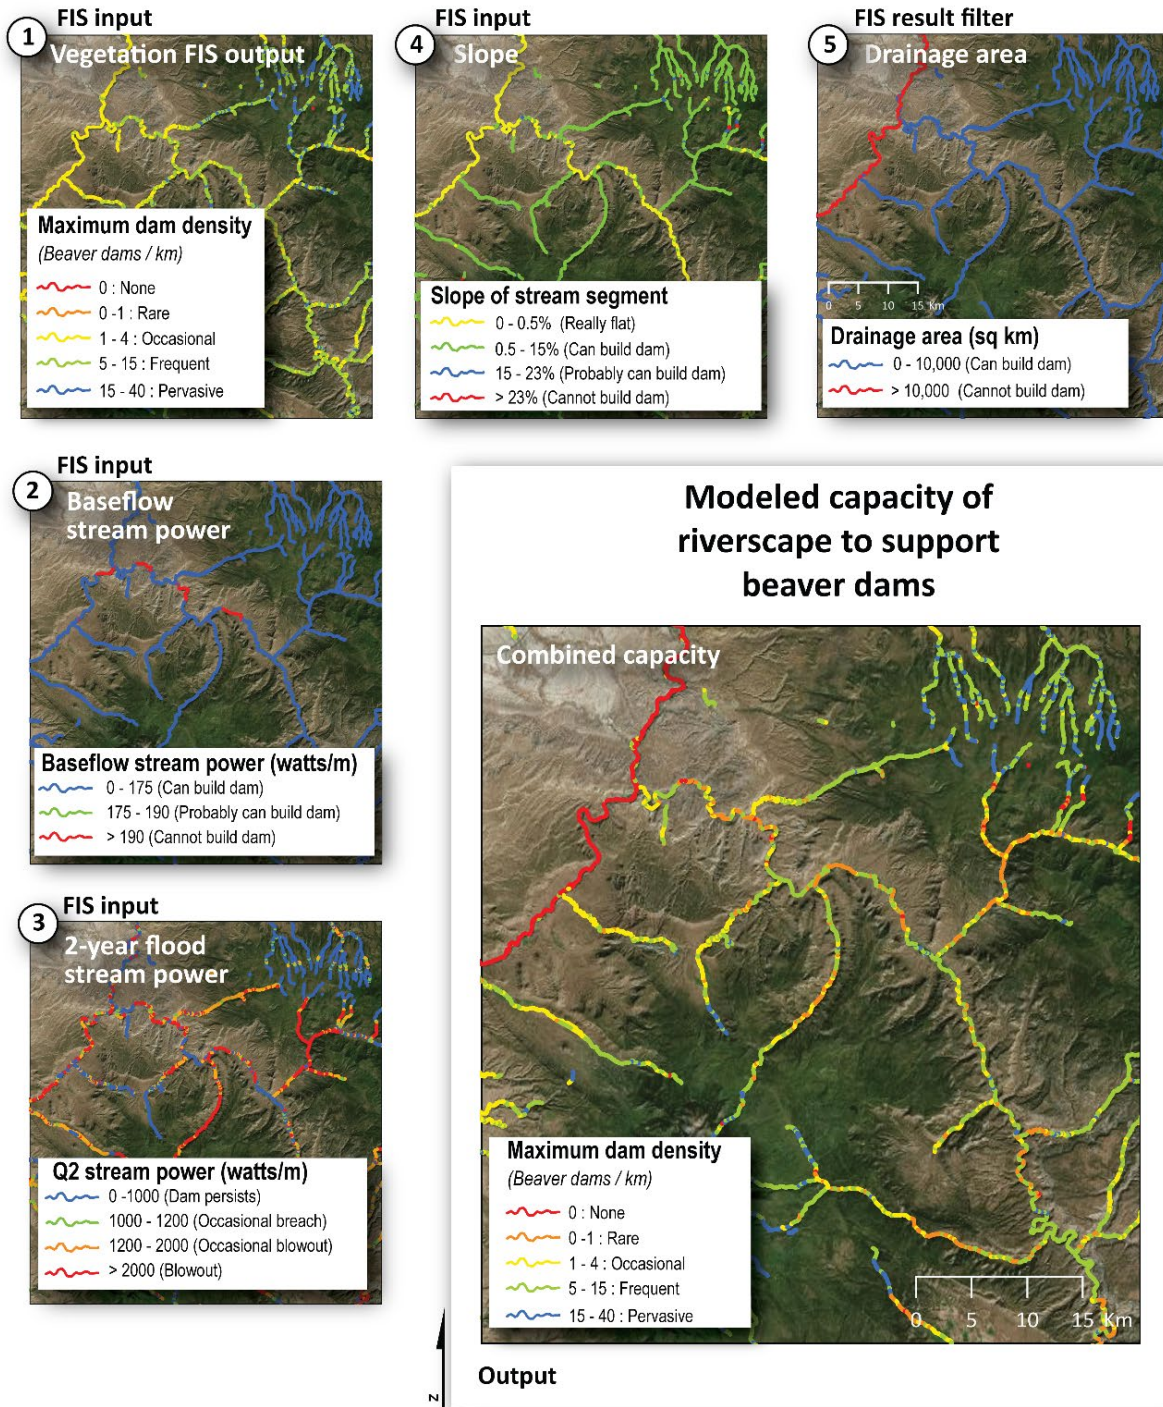 FIS input
1
Vegetation FIS output
Maximum dam density
(Beaver dams / km)
0 : None
0 -1 : Rare
1 - 4 : Occasional
5 - 15 : Frequent
15 - 40 : Pervasive
FIS input
4
Slope
Slope of stream segment
0 - 0.5% (Really flat)
0.5 - 15% (Can build dam)
15 - 23% (Probably can build dam)
> 23% (Cannot build dam)
FIS result filter
5
Drainage area
0 5 10 15 Km
Drainage area (sq km)
0 - 10,000 (Can build dam)
> 10,000 (Cannot build dam)
FIS input
2
Baseflow
stream power
Baseflow stream power (watts/m)
0 - 175 (Can build dam)
175 - 190 (Probably can build dam)
> 190 (Cannot build dam)
FIS input
3
2-year flood
stream power
Q2 stream power (watts/m)
0 -1000 (Dam persists)
1000 - 1200 (Occasional breach)
1200 - 2000 (Occasional blowout)
> 2000 (Blowout)
Modeled capacity of
riverscape to support
beaver dams
Combined capacity
Maximum dam density
(Beaver dams / km)
0 : None
0 -1 : Rare
1 - 4 : Occasional
5 - 15 : Frequent
15 - 40 : Pervasive
0 5 10 15 Km
Output
N